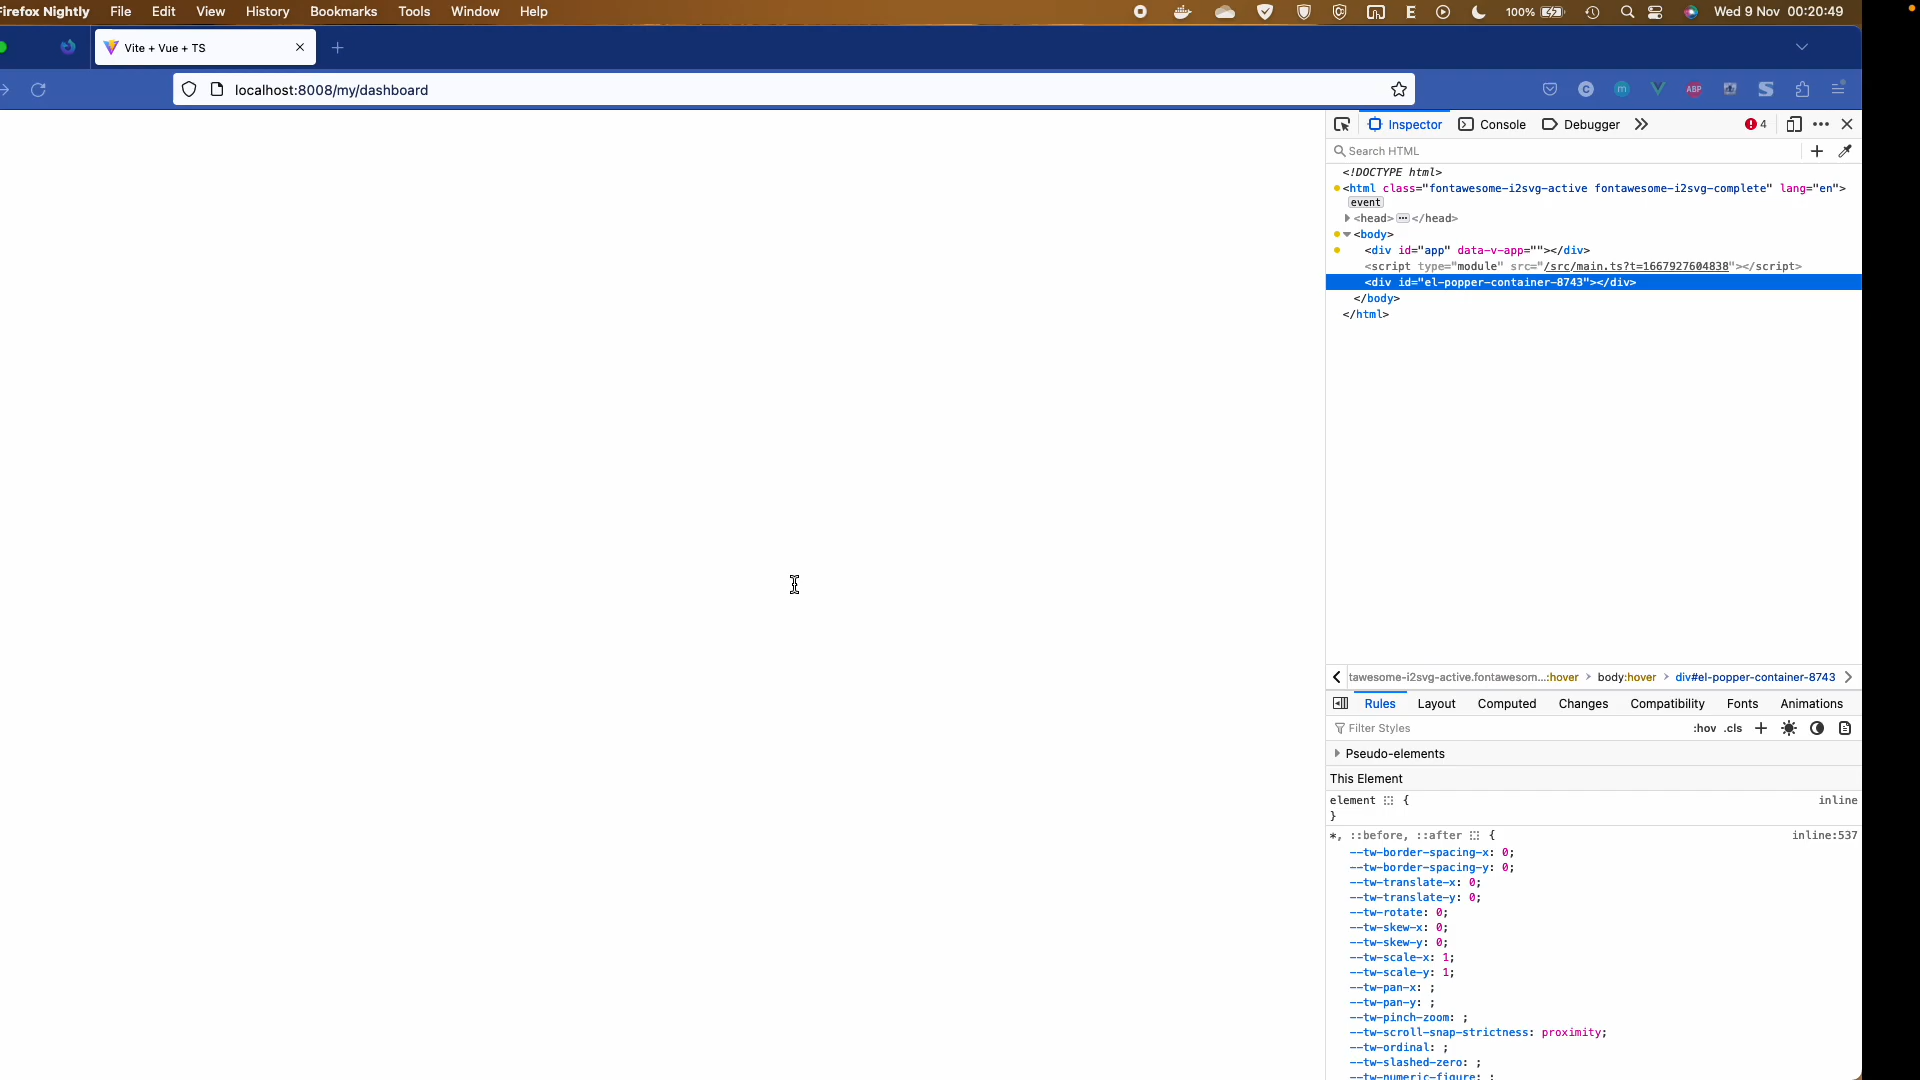 Firefox Nightly File Edit View History Bookmarks Tools Window Help E 100% Wed 9 Nov 00:20:49
Vite + Vue + TS
localhost:8008/my/dashboard C m ABP S
Inspector Console Debugger 4
Search HTML
<!DOCTYPE html>
<html class="fontawesome-i2svg-active fontawesome-i2svg-complete" lang="en">
event
<head> ⋯ </head>
<body>
<div id="app" data-v-app=""></div>
<script type="module" src="/src/main.ts?t=1667927604838"></script>
<div id="el-popper-container-8743"></div>
</body>
</html>
tawesome-i2svg-active.fontawesom...:hover > body:hover > div#el-popper-container-8743
Rules Layout Computed Changes Compatibility Fonts Animations
Filter Styles :hov .cls
Pseudo-elements
This Element
element { inline
}
*, ::before, ::after { inline:537
--tw-border-spacing-x: 0;
--tw-border-spacing-y: 0;
--tw-translate-x: 0;
--tw-translate-y: 0;
--tw-rotate: 0;
--tw-skew-x: 0;
--tw-skew-y: 0;
--tw-scale-x: 1;
--tw-scale-y: 1;
--tw-pan-x: ;
--tw-pan-y: ;
--tw-pinch-zoom: ;
--tw-scroll-snap-strictness: proximity;
--tw-ordinal: ;
--tw-slashed-zero: ;
--tw-numeric-figure: ;